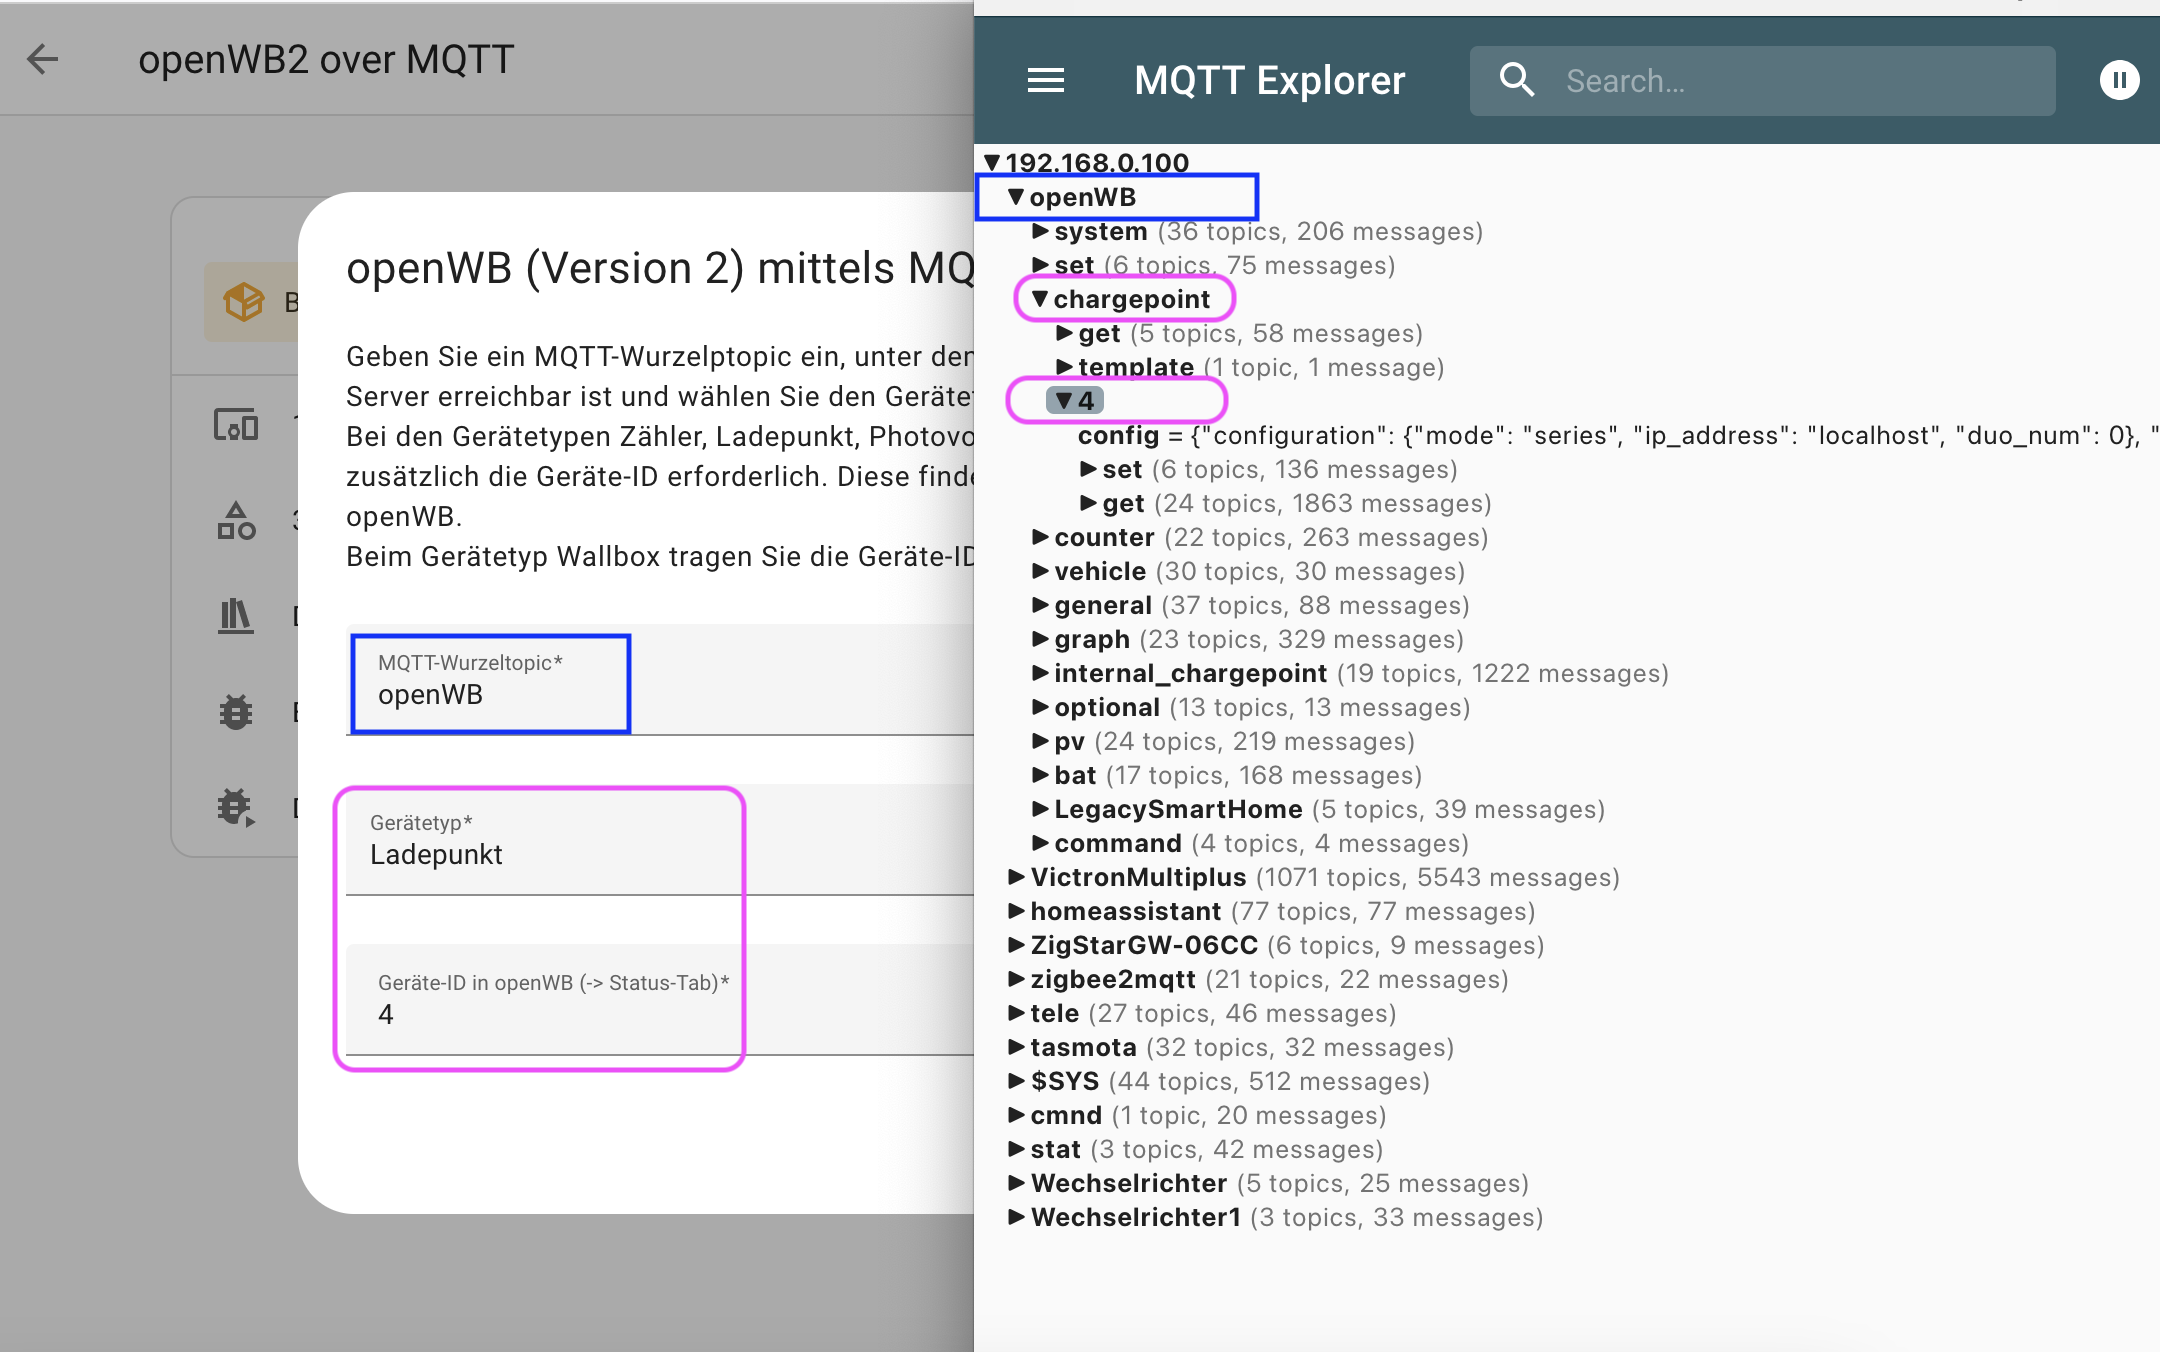 openWB2 over MQTT
B
openWB (Version 2) mittels MQ
Geben Sie ein MQTT-Wurzelptopic ein, unter der
Server erreichbar ist und wählen Sie den Geräte
Bei den Gerätetypen Zähler, Ladepunkt, Photovo
zusätzlich die Geräte-ID erforderlich. Diese finde
openWB.
Beim Gerätetyp Wallbox tragen Sie die Geräte-ID
MQTT-Wurzeltopic*
openWB
Gerätetyp*
Ladepunkt
Geräte-ID in openWB (-> Status-Tab)*
4
MQTT Explorer
Search...
192.168.0.100
openWB
system (36 topics, 206 messages)
set (6 topics, 75 messages)
chargepoint
get (5 topics, 58 messages)
template (1 topic, 1 message)
4
config = {"configuration": {"mode": "series", "ip_address": "localhost", "duo_num": 0}, "
set (6 topics, 136 messages)
get (24 topics, 1863 messages)
counter (22 topics, 263 messages)
vehicle (30 topics, 30 messages)
general (37 topics, 88 messages)
graph (23 topics, 329 messages)
internal_chargepoint (19 topics, 1222 messages)
optional (13 topics, 13 messages)
pv (24 topics, 219 messages)
bat (17 topics, 168 messages)
LegacySmartHome (5 topics, 39 messages)
command (4 topics, 4 messages)
VictronMultiplus (1071 topics, 5543 messages)
homeassistant (77 topics, 77 messages)
ZigStarGW-06CC (6 topics, 9 messages)
zigbee2mqtt (21 topics, 22 messages)
tele (27 topics, 46 messages)
tasmota (32 topics, 32 messages)
$SYS (44 topics, 512 messages)
cmnd (1 topic, 20 messages)
stat (3 topics, 42 messages)
Wechselrichter (5 topics, 25 messages)
Wechselrichter1 (3 topics, 33 messages)